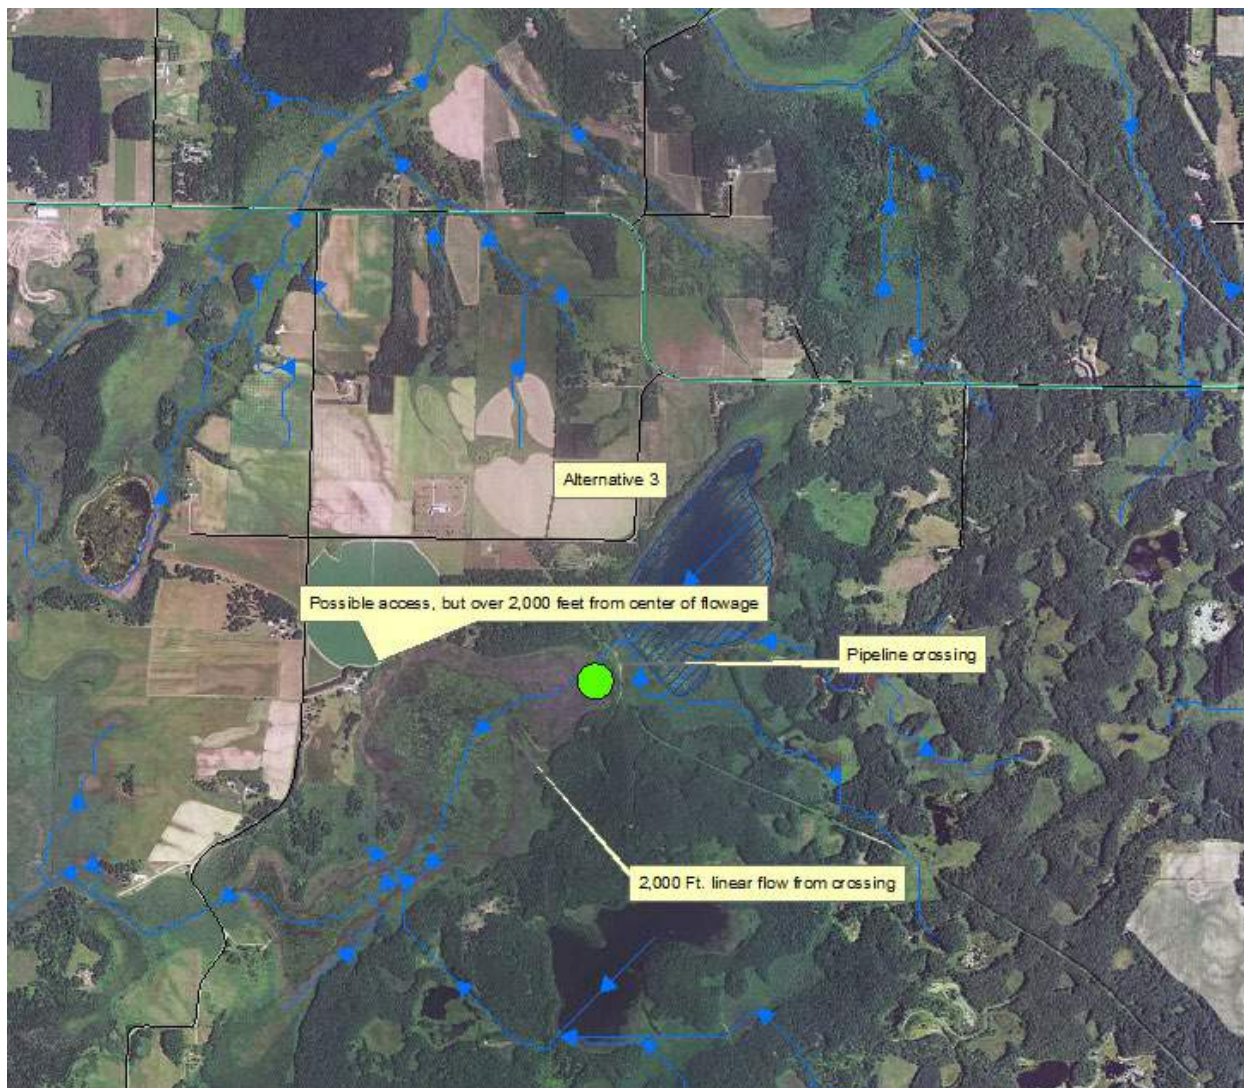 Alternative 3
Possible access, but over 2,000 feet from center of flowage
Pipeline crossing
2,000 Ft. linear flow from crossing